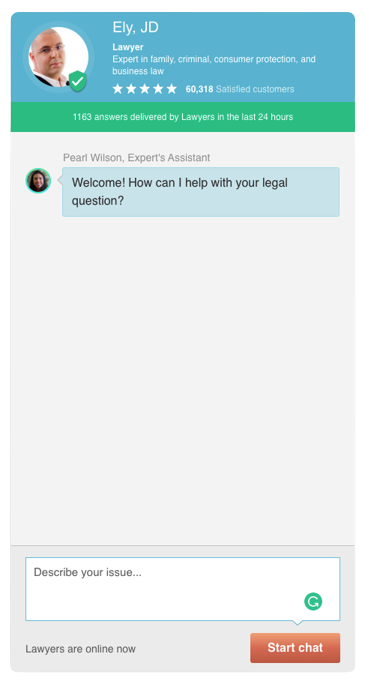 Ely, JD
Lawyer
Expert in family, criminal, consumer protection, and
business law
60,318 Satisfied customers
1163 answers delivered by Lawyers in the last 24 hours
Pearl Wilson, Expert's Assistant
Welcome! How can I help with your legal
question?
Describe your issue...
Lawyers are online now
Start chat